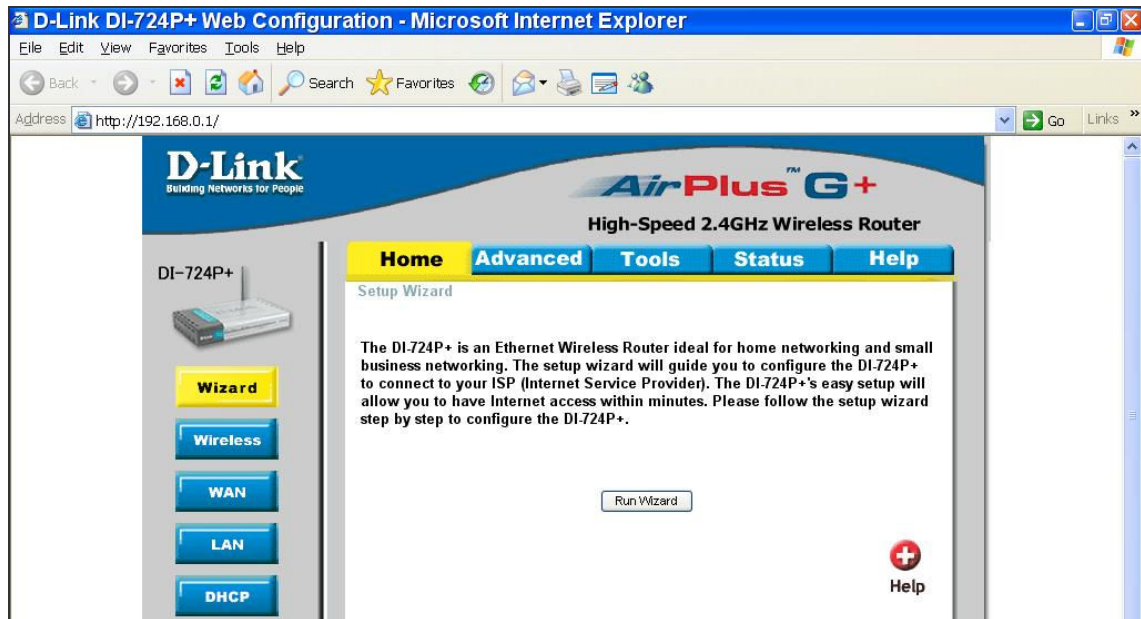 D-Link DI-724P+ Web Configuration - Microsoft Internet Explorer
File Edit View Favorites Tools Help
Back Search Favorites
Address http://192.168.0.1/ Go Links »
D-Link
Building Networks for People
AirPlus™ G+
High-Speed 2.4GHz Wireless Router
DI-724P+
Home Advanced Tools Status Help
Setup Wizard
The DI-724P+ is an Ethernet Wireless Router ideal for home networking and small
business networking. The setup wizard will guide you to configure the DI-724P+
to connect to your ISP (Internet Service Provider). The DI-724P+'s easy setup will
allow you to have Internet access within minutes. Please follow the setup wizard
step by step to configure the DI-724P+.
Wizard
Wireless
WAN
LAN
DHCP
Run Wizard
Help